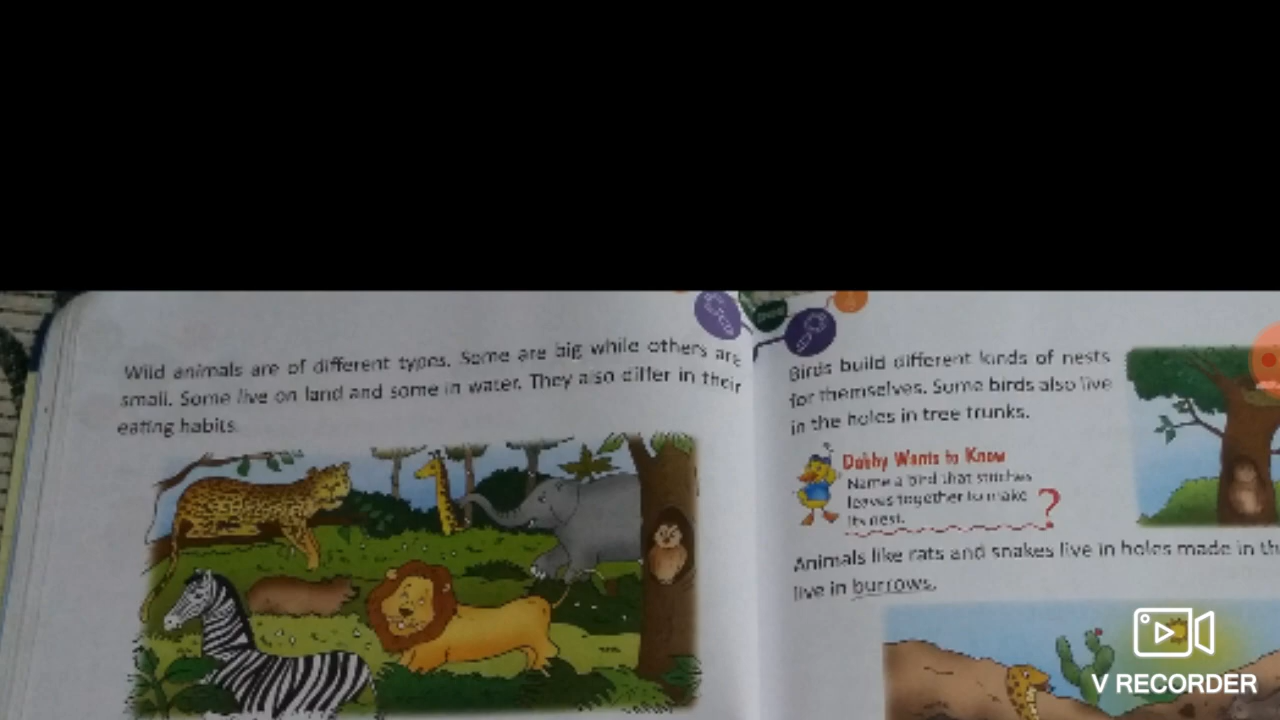 Wild animals are of different types. Some are big while others are
small. Some live on land and some in water. They also differ in their
eating habits.
Birds build different kinds of nests
for themselves. Some birds also live
in the holes in tree trunks.
Dabby Wants to Know
Name a bird that stitches
leaves together to make
its nest.
?
Animals like rats and snakes live in holes made in
live in burrows.
V RECORDER